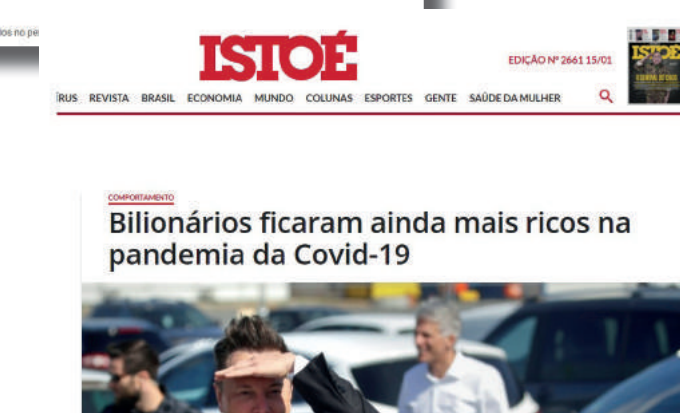 ISTOÉ
EDIÇÃO Nº 2661 15/01
ISTOÉ
REVISTA BRASIL ECONOMIA MUNDO COLUNAS ESPORTES GENTE SAÚDE DA MULHER
COMPORTAMENTO
Bilionários ficaram ainda mais ricos na
pandemia da Covid-19